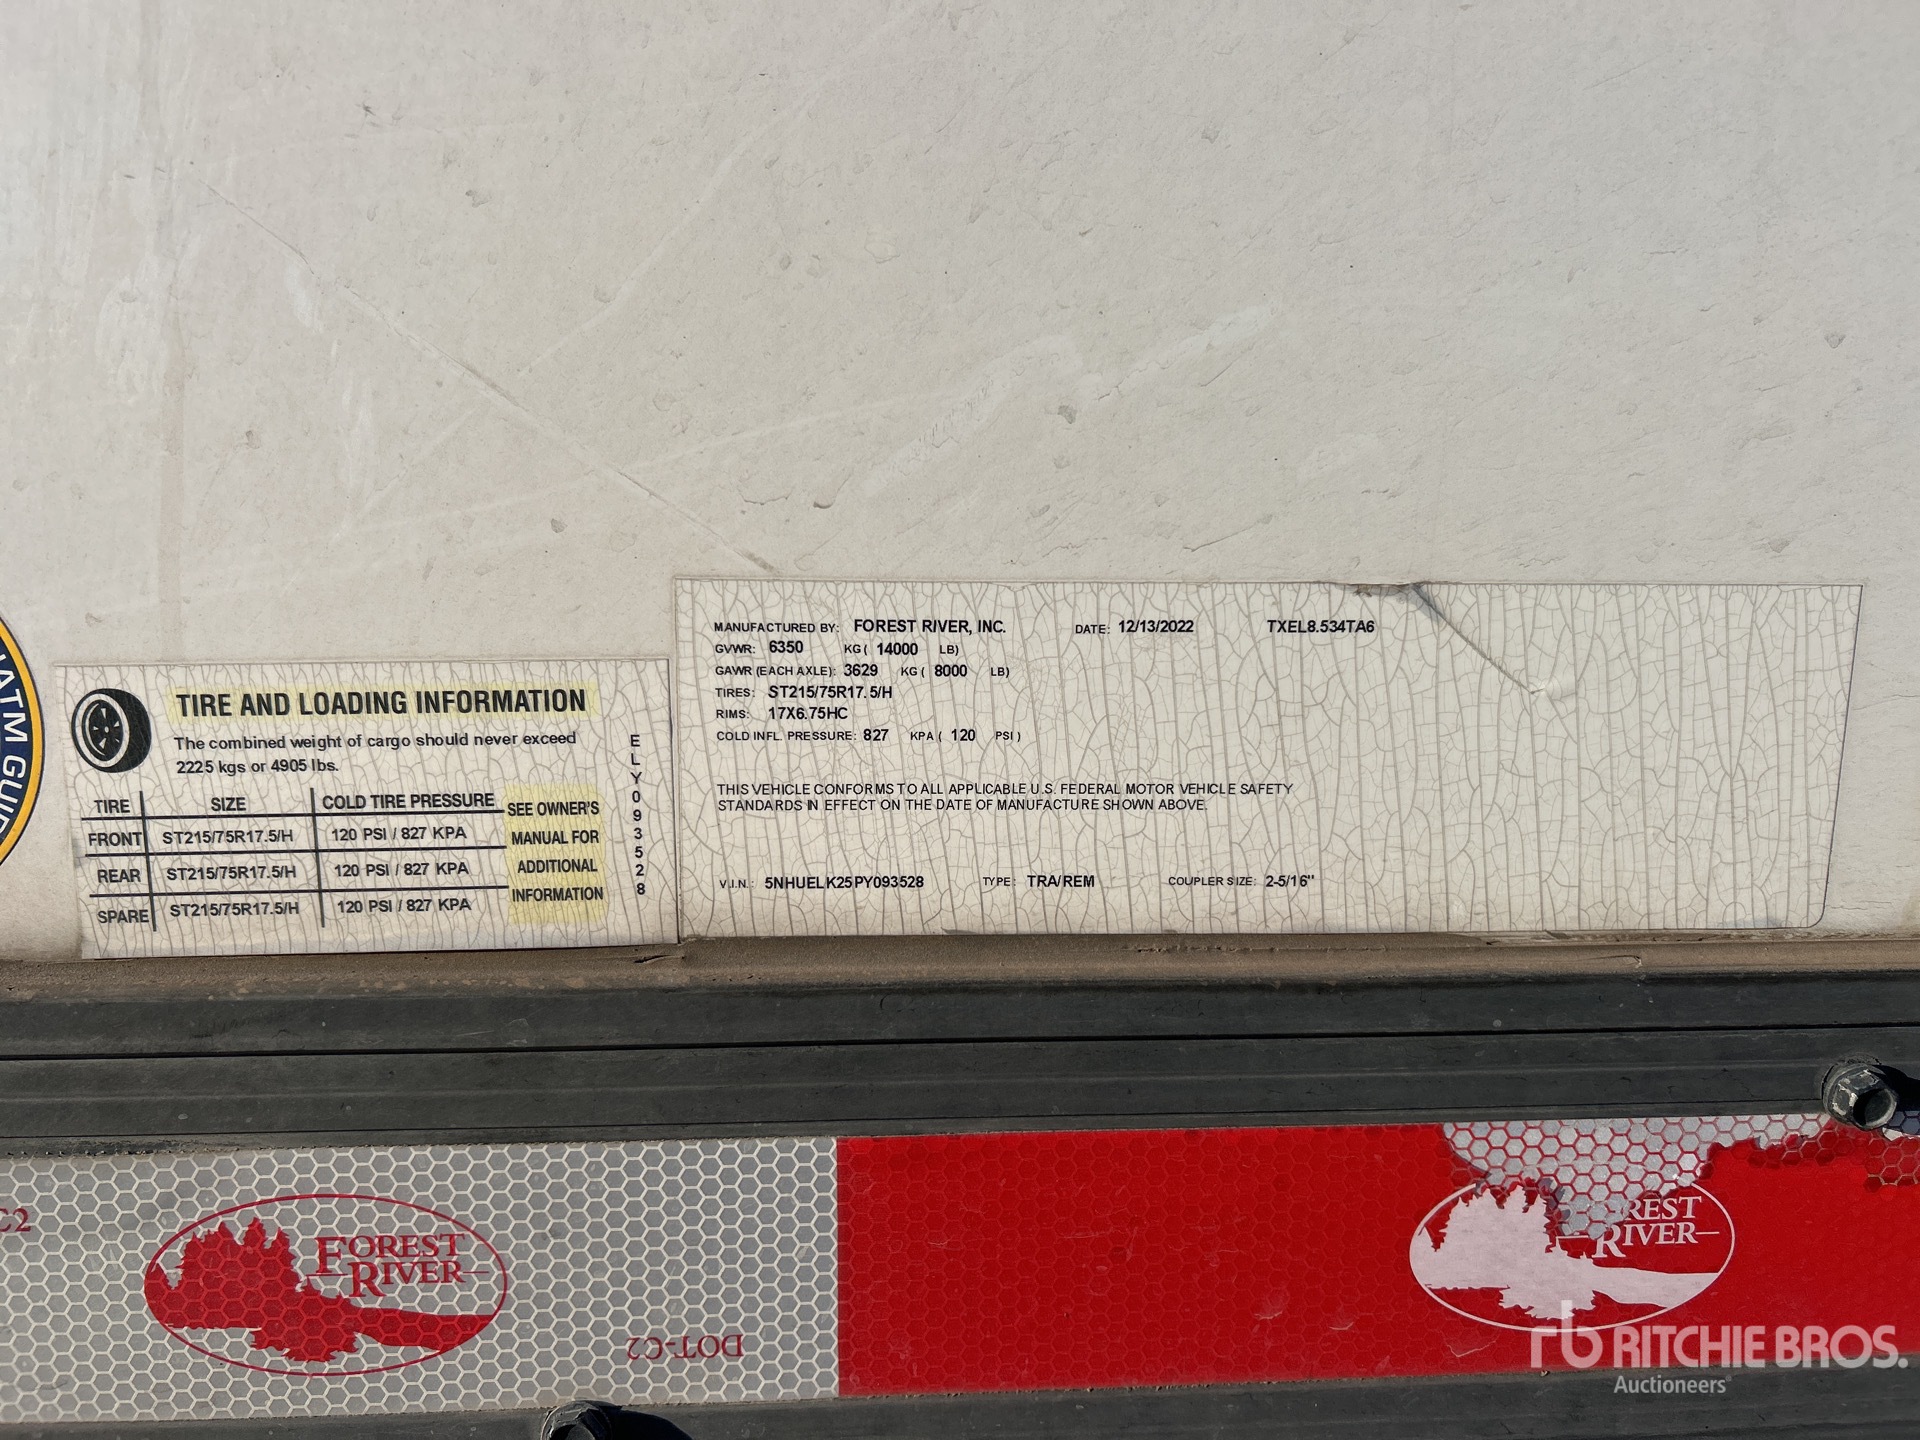 ATM GUID
TIRE AND LOADING INFORMATION
The combined weight of cargo should never exceed
2225 kgs or 4905 lbs.
TIRE SIZE COLD TIRE PRESSURE
FRONT ST215/75R17.5/H 120 PSI / 827 KPA
REAR ST215/75R17.5/H 120 PSI / 827 KPA
SPARE ST215/75R17.5/H 120 PSI / 827 KPA
SEE OWNER'S
MANUAL FOR
ADDITIONAL
INFORMATION
ELY093528
MANUFACTURED BY: FOREST RIVER, INC. DATE: 12/13/2022 TXEL8.534TA6
GVWR: 6350 KG ( 14000 LB)
GAWR (EACH AXLE): 3629 KG ( 8000 LB)
TIRES: ST215/75R17.5/H
RIMS: 17X6.75HC
COLD INFL. PRESSURE: 827 KPA ( 120 PSI )
THIS VEHICLE CONFORMS TO ALL APPLICABLE U.S. FEDERAL MOTOR VEHICLE SAFETY
STANDARDS IN EFFECT ON THE DATE OF MANUFACTURE SHOWN ABOVE.
V.I.N.: 5NHUELK25PY093528 TYPE: TRA/REM COUPLER SIZE: 2-5/16"
C2
FOREST
RIVER
DOT-C2
REST
RIVER
rb RITCHIE BROS.
Auctioneers